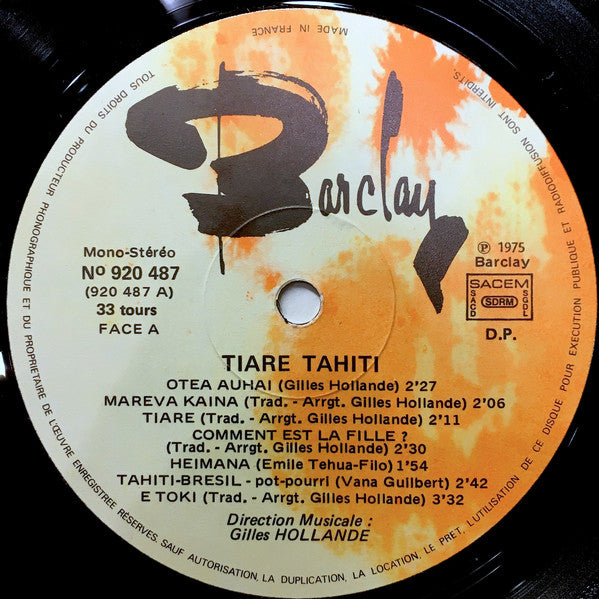 MADE IN FRANCE
TOUS DROITS DU PRODUCTEUR PHONOGRAPHIQUE ET DU PROPRIETAIRE DE L'ŒUVRE ENREGISTREE RÉSERVES. SAUF AUTORISATION, LA DUPLICATION, LA LOCATION, LE PRET, L'UTILISATION DE CE DISQUE POUR EXECUTION PUBLIQUE ET RADIODIFFUSION SONT INTERDITS.
Barclay
Mono-Stéréo
Nº 920 487
(920 487 A)
33 tours
FACE A
℗ 1975
Barclay
SACEM
SACD SDRM SGDL
D.P.
TIARE TAHITI
OTEA AUHAI (Gilles Hollande) 2'27
MAREVA KAINA (Trad. - Arrgt. Gilles Hollande) 2'06
TIARE (Trad. - Arrgt. Gilles Hollande) 2'11
COMMENT EST LA FILLE ?
(Trad. - Arrgt. Gilles Hollande) 2'30
HEIMANA (Emile Tehua-Filo) 1'54
TAHITI-BRESIL - pot-pourri (Vana Guilbert) 2'42
E TOKI (Trad. - Arrgt. Gilles Hollande) 3'32
Direction Musicale :
Gilles HOLLANDE